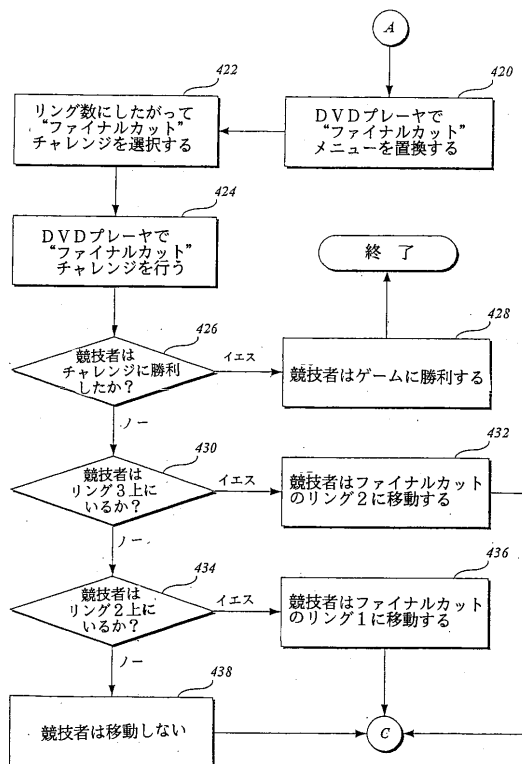 A
420
DVDプレーヤで
“ファイナルカット”
メニューを置換する
422
リング数にしたがって
“ファイナルカット”
チャレンジを選択する
424
DVDプレーヤで
“ファイナルカット”
チャレンジを行う
426
競技者は
チャレンジに勝利
したか?
イエス
ノー
428
競技者はゲームに勝利する
終了
430
競技者は
リング3上に
いるか?
イエス
ノー
432
競技者はファイナルカット
のリング2に移動する
434
競技者は
リング2上に
いるか?
イエス
ノー
436
競技者はファイナルカット
のリング1に移動する
438
競技者は移動しない
C